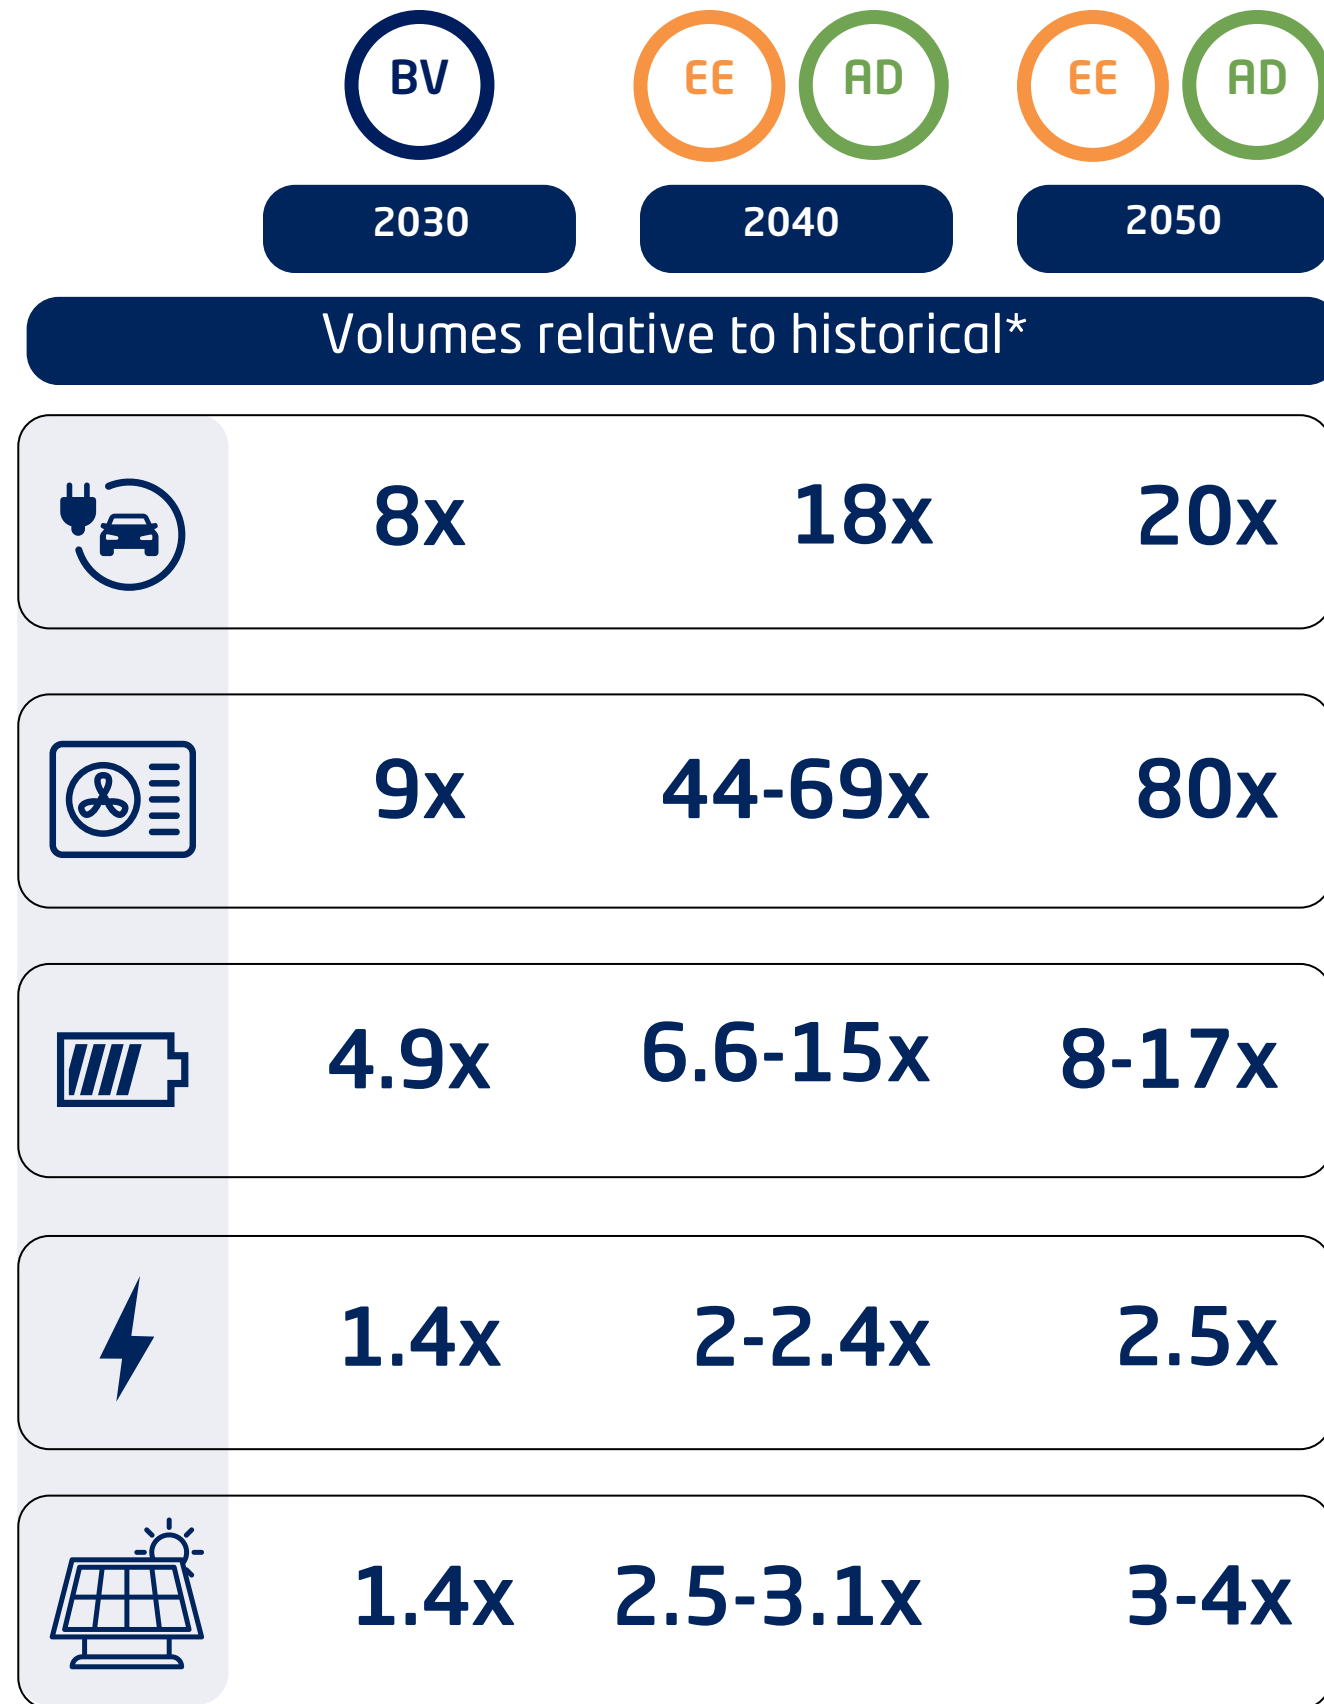 BV EE AD EE AD
2030 2040 2050
Volumes relative to historical*
8x 18x 20x
9x 44-69x 80x
4.9x 6.6-15x 8-17x
1.4x 2-2.4x 2.5x
1.4x 2.5-3.1x 3-4x